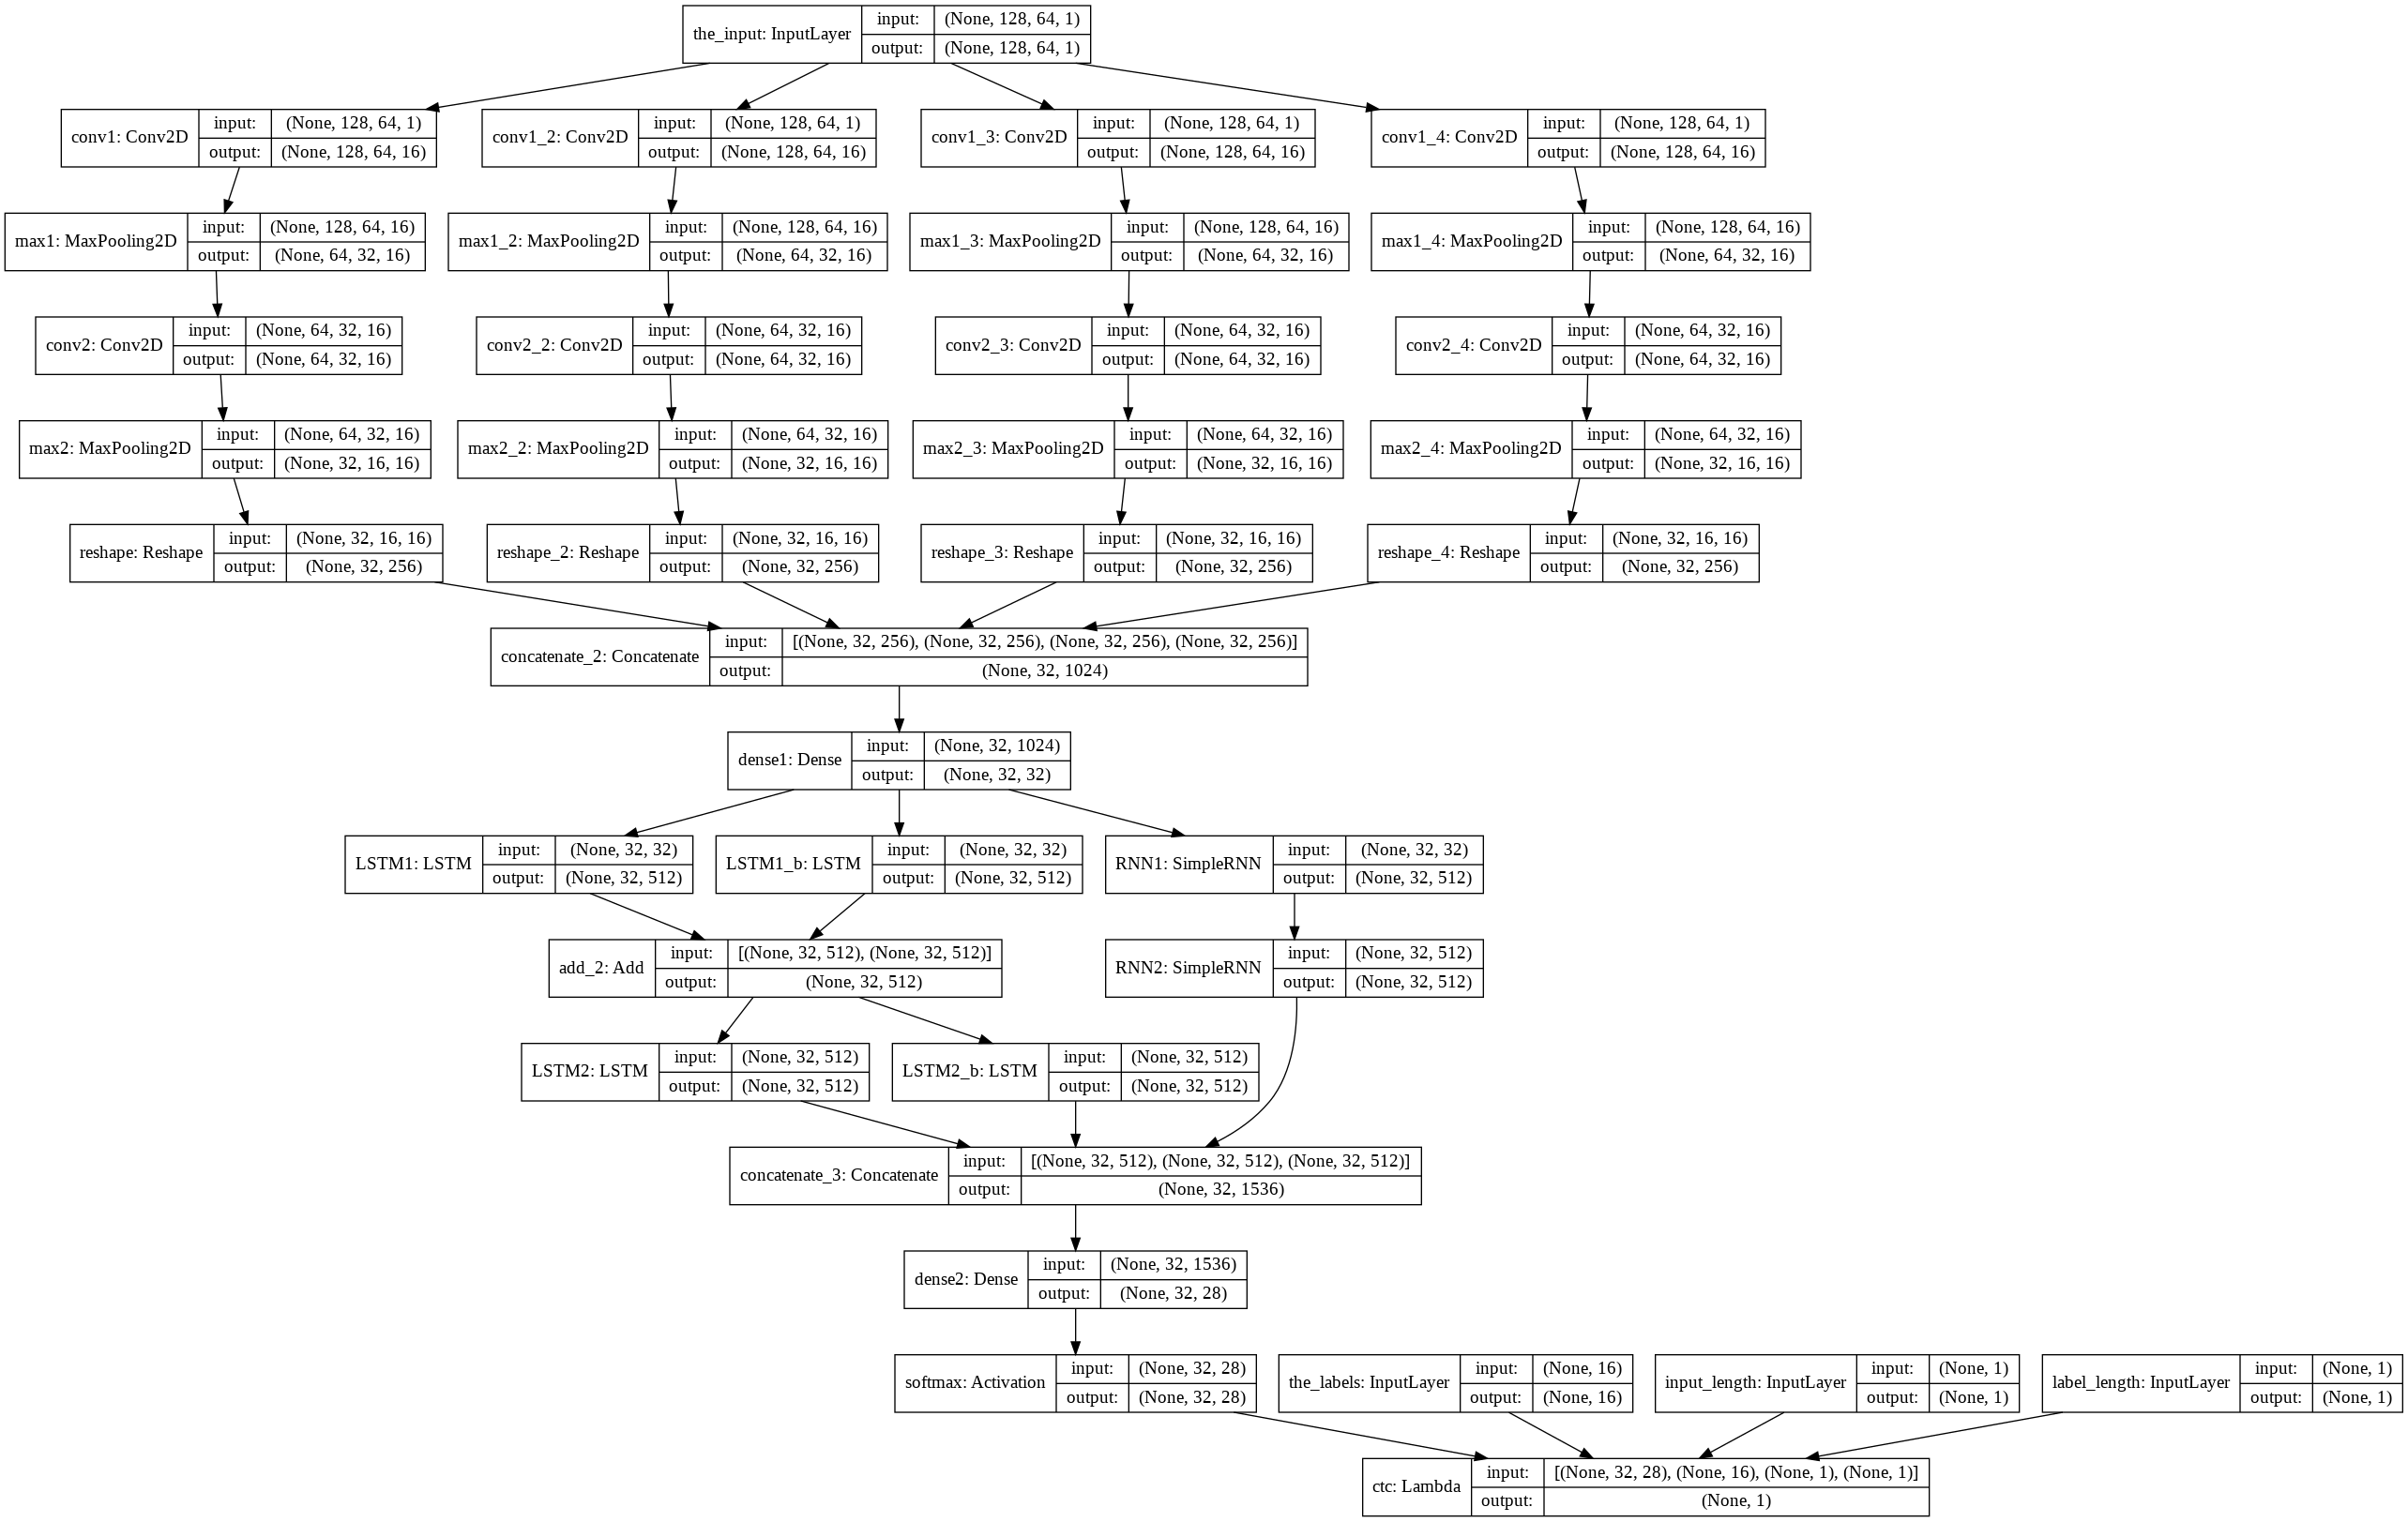 the_input: InputLayer input: (None, 128, 64, 1)
output: (None, 128, 64, 1)
conv1: Conv2D input: (None, 128, 64, 1)
output: (None, 128, 64, 16)
conv1_2: Conv2D input: (None, 128, 64, 1)
output: (None, 128, 64, 16)
conv1_3: Conv2D input: (None, 128, 64, 1)
output: (None, 128, 64, 16)
conv1_4: Conv2D input: (None, 128, 64, 1)
output: (None, 128, 64, 16)
max1: MaxPooling2D input: (None, 128, 64, 16)
output: (None, 64, 32, 16)
max1_2: MaxPooling2D input: (None, 128, 64, 16)
output: (None, 64, 32, 16)
max1_3: MaxPooling2D input: (None, 128, 64, 16)
output: (None, 64, 32, 16)
max1_4: MaxPooling2D input: (None, 128, 64, 16)
output: (None, 64, 32, 16)
conv2: Conv2D input: (None, 64, 32, 16)
output: (None, 64, 32, 16)
conv2_2: Conv2D input: (None, 64, 32, 16)
output: (None, 64, 32, 16)
conv2_3: Conv2D input: (None, 64, 32, 16)
output: (None, 64, 32, 16)
conv2_4: Conv2D input: (None, 64, 32, 16)
output: (None, 64, 32, 16)
max2: MaxPooling2D input: (None, 64, 32, 16)
output: (None, 32, 16, 16)
max2_2: MaxPooling2D input: (None, 64, 32, 16)
output: (None, 32, 16, 16)
max2_3: MaxPooling2D input: (None, 64, 32, 16)
output: (None, 32, 16, 16)
max2_4: MaxPooling2D input: (None, 64, 32, 16)
output: (None, 32, 16, 16)
reshape: Reshape input: (None, 32, 16, 16)
output: (None, 32, 256)
reshape_2: Reshape input: (None, 32, 16, 16)
output: (None, 32, 256)
reshape_3: Reshape input: (None, 32, 16, 16)
output: (None, 32, 256)
reshape_4: Reshape input: (None, 32, 16, 16)
output: (None, 32, 256)
concatenate_2: Concatenate input: [(None, 32, 256), (None, 32, 256), (None, 32, 256), (None, 32, 256)]
output: (None, 32, 1024)
dense1: Dense input: (None, 32, 1024)
output: (None, 32, 32)
LSTM1: LSTM input: (None, 32, 32)
output: (None, 32, 512)
LSTM1_b: LSTM input: (None, 32, 32)
output: (None, 32, 512)
RNN1: SimpleRNN input: (None, 32, 32)
output: (None, 32, 512)
add_2: Add input: [(None, 32, 512), (None, 32, 512)]
output: (None, 32, 512)
RNN2: SimpleRNN input: (None, 32, 512)
output: (None, 32, 512)
LSTM2: LSTM input: (None, 32, 512)
output: (None, 32, 512)
LSTM2_b: LSTM input: (None, 32, 512)
output: (None, 32, 512)
concatenate_3: Concatenate input: [(None, 32, 512), (None, 32, 512), (None, 32, 512)]
output: (None, 32, 1536)
dense2: Dense input: (None, 32, 1536)
output: (None, 32, 28)
softmax: Activation input: (None, 32, 28)
output: (None, 32, 28)
the_labels: InputLayer input: (None, 16)
output: (None, 16)
input_length: InputLayer input: (None, 1)
output: (None, 1)
label_length: InputLayer input: (None, 1)
output: (None, 1)
ctc: Lambda input: [(None, 32, 28), (None, 16), (None, 1), (None, 1)]
output: (None, 1)